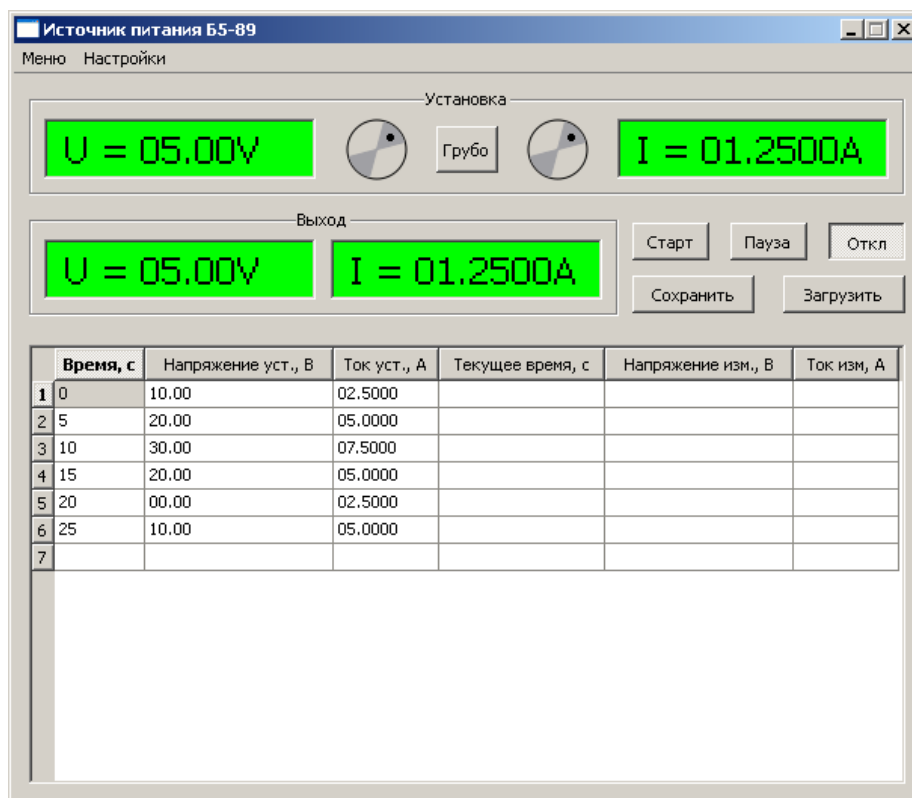 Источник питания Б5-89
Меню Настройки
Установка
U = 05.00V Грубо I = 01.2500A
Выход
U = 05.00V I = 01.2500A
Старт Пауза Откл
Сохранить Загрузить
Время, с Напряжение уст., В Ток уст., А Текущее время, с Напряжение изм., В Ток изм, А
1 0 10.00 02.5000
2 5 20.00 05.0000
3 10 30.00 07.5000
4 15 20.00 05.0000
5 20 00.00 02.5000
6 25 10.00 05.0000
7